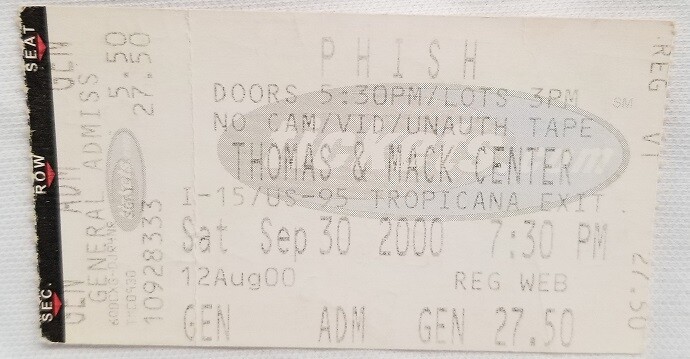 PHISH
DOORS 5:30PM/LOTS 3PM
NO CAM/VID/UNAUTH TAPE
THOMAS & MACK CENTER
I-15/US-95 TROPICANA EXIT
Sat Sep 30 2000 7:30 PM
12Aug00 REG WEB
GEN ADM GEN 27.50
SEC. ROW SEAT
GEN ADM GEN
GENERAL ADMISS
5.50
27.50
10928333
REG VT
27.50
SM